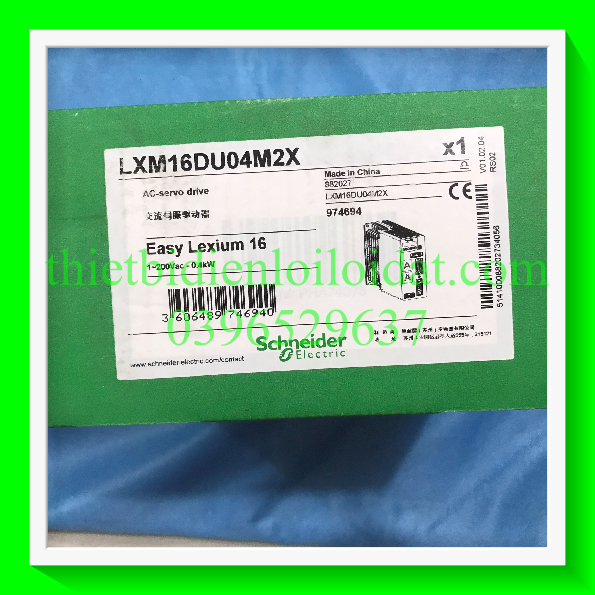 LXM16DU04M2X
x1
AC-servo drive
交流伺服驱动器
Made in China
882027
LXM16DU04M2X
974694
CE
V01.02.04
RS02
Easy Lexium 16
1~200Vac - 0.4kW
thietbidienloiloidat.com
3 606489 746940
0396529637
Schneider
Electric
www.schneider-electric.com/contact